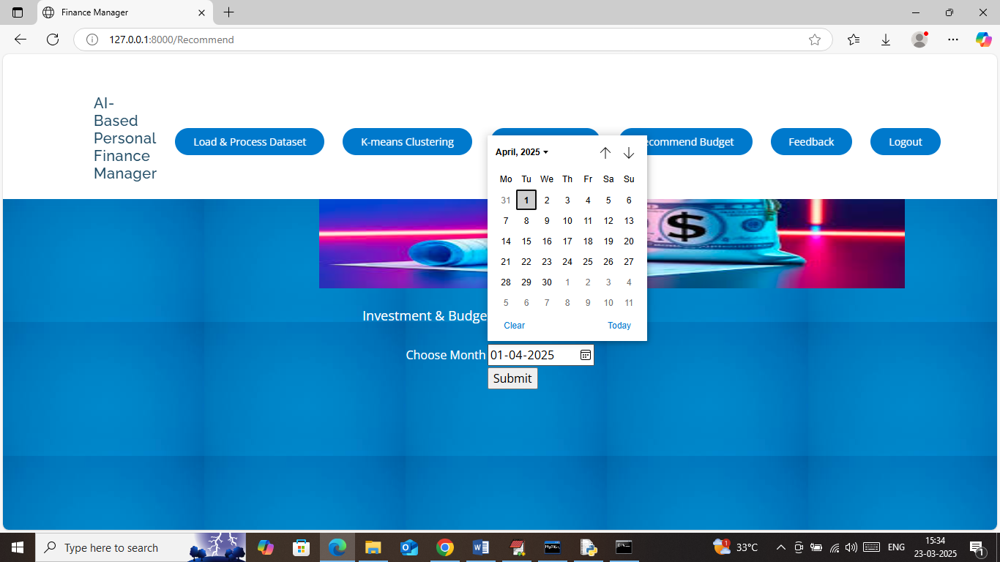 Finance Manager
127.0.0.1:8000/Recommend
AI-
Based
Personal
Finance
Manager
Load & Process Dataset
K-means Clustering
ecommend Budget
Feedback
Logout
April, 2025
Mo Tu We Th Fr Sa Su
31 1 2 3 4 5 6
7 8 9 10 11 12 13
14 15 16 17 18 19 20
21 22 23 24 25 26 27
28 29 30 1 2 3 4
5 6 7 8 9 10 11
Clear Today
$
Investment & Budge
Choose Month 01-04-2025
Submit
Type here to search
1
33°C
ENG
15:34
23-03-2025
1